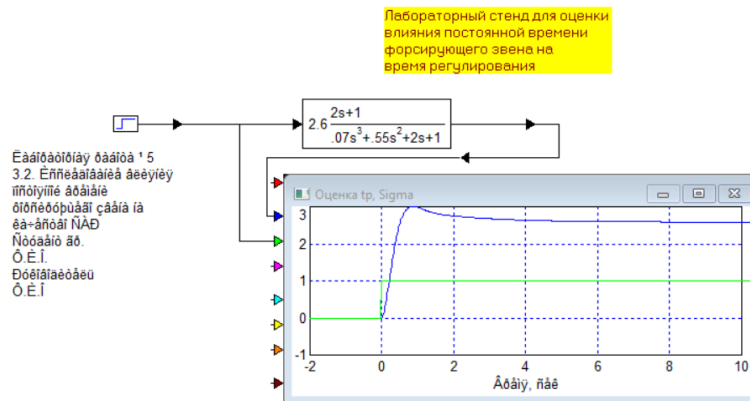 Лабораторный стенд для оценки
влияния постоянной времени
форсирующего звена на
время регулирования
2.6 2s+1
.07s³+.55s²+2s+1
Ëàáîðàòîðíàÿ ðàáîòà ¹ 5
3.2. Èññëåäîâàíèå âëèÿíèÿ
ïîñòîÿííîé âðåìåíè
ôîðñèðóþùåãî çâåíà íà
êà÷åñòâî ÑÀÐ
Ñòóäåíò ãð.
Ô.È.Î.
Ðóêîâîäèòåëü
Ô.È.Î
Оценка tp, Sigma
3
2
1
0
-1
-2 0 2 4 6 8 10
Âðåìÿ, ñåê